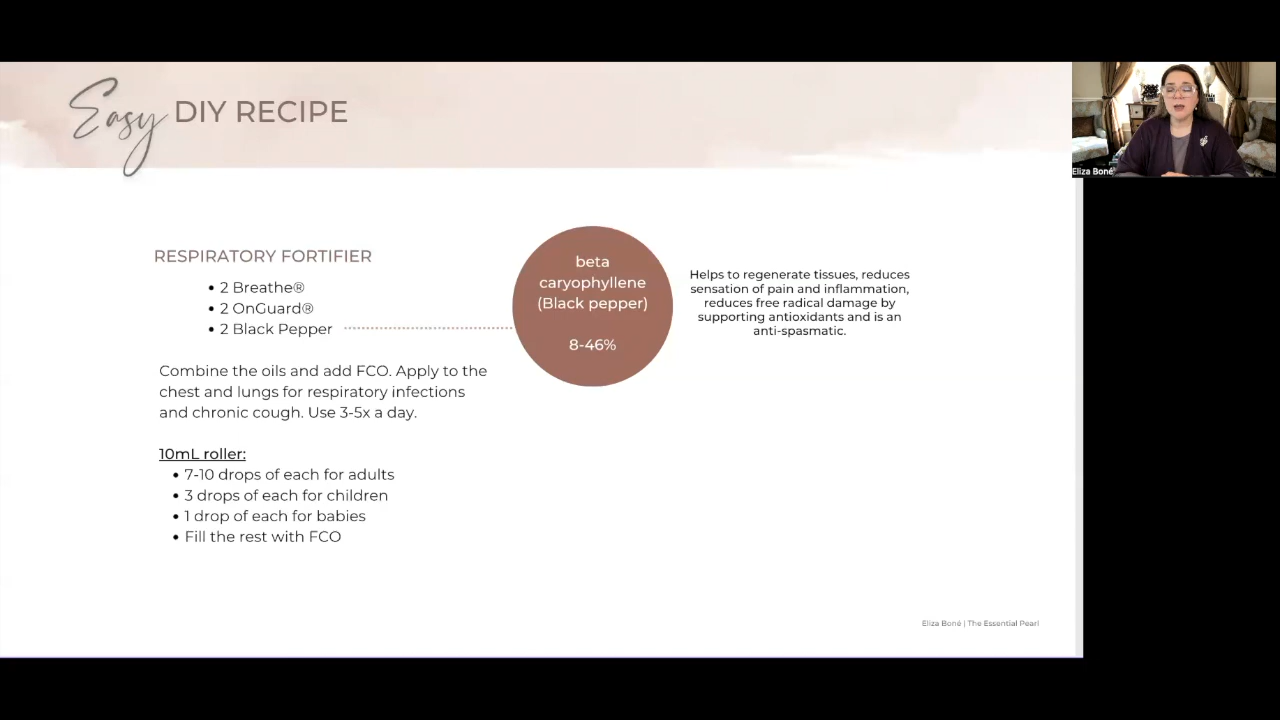 Easy DIY RECIPE
Eliza Boné
RESPIRATORY FORTIFIER
• 2 Breathe®
• 2 OnGuard®
• 2 Black Pepper
beta
caryophyllene
(Black pepper)
8-46%
Helps to regenerate tissues, reduces
sensation of pain and inflammation,
reduces free radical damage by
supporting antioxidants and is an
anti-spasmatic.
Combine the oils and add FCO. Apply to the
chest and lungs for respiratory infections
and chronic cough. Use 3-5x a day.
10mL roller:
• 7-10 drops of each for adults
• 3 drops of each for children
• 1 drop of each for babies
• Fill the rest with FCO
Eliza Boné | The Essential Pearl